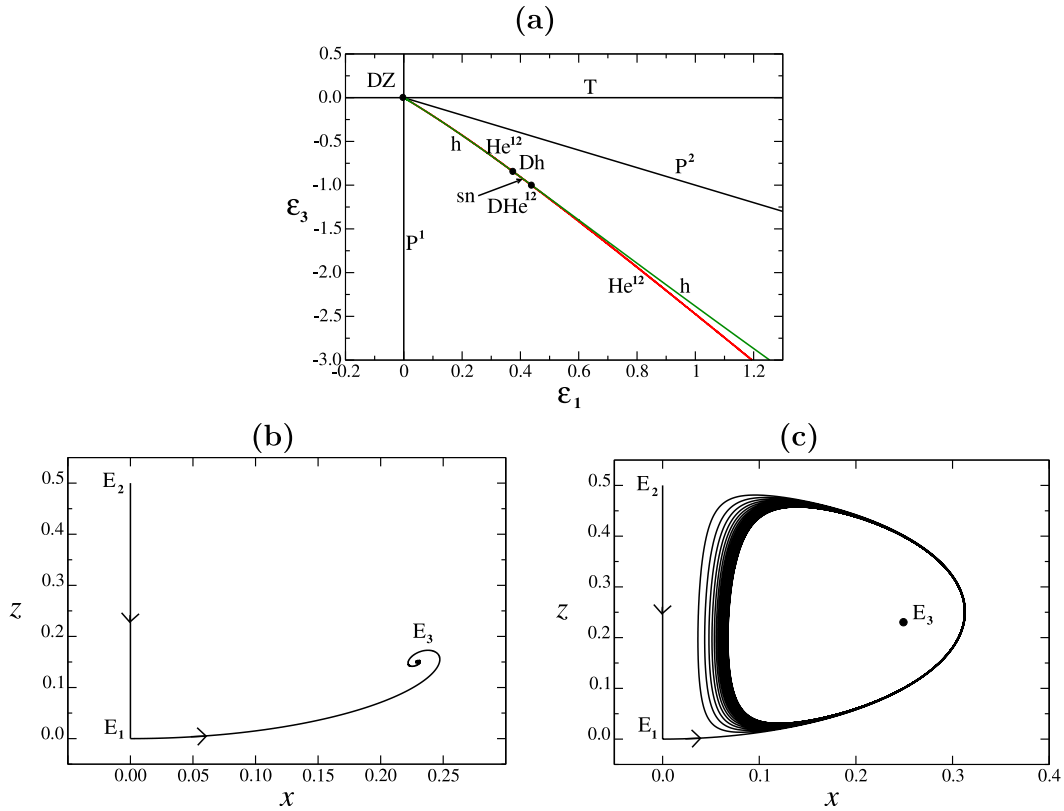 (a)
0.5
DZ
T
0.0
He¹²
-0.5
h
Dh
P²
sn
-1.0
DHe¹²
ε₃
-1.5
P¹
-2.0
He¹²
h
-2.5
-3.0
-0.2 0 0.2 0.4 0.6 0.8 1 1.2
ε₁
(b) (c)
0.5 E₂ 0.5 E₂
0.4 0.4
0.3 0.3
z z
0.2 E₃ 0.2 E₃
0.1 0.1
E₁ E₁
0.0 0.0
0.00 0.05 0.10 0.15 0.20 0.25 0.0 0.1 0.2 0.3 0.4
x x